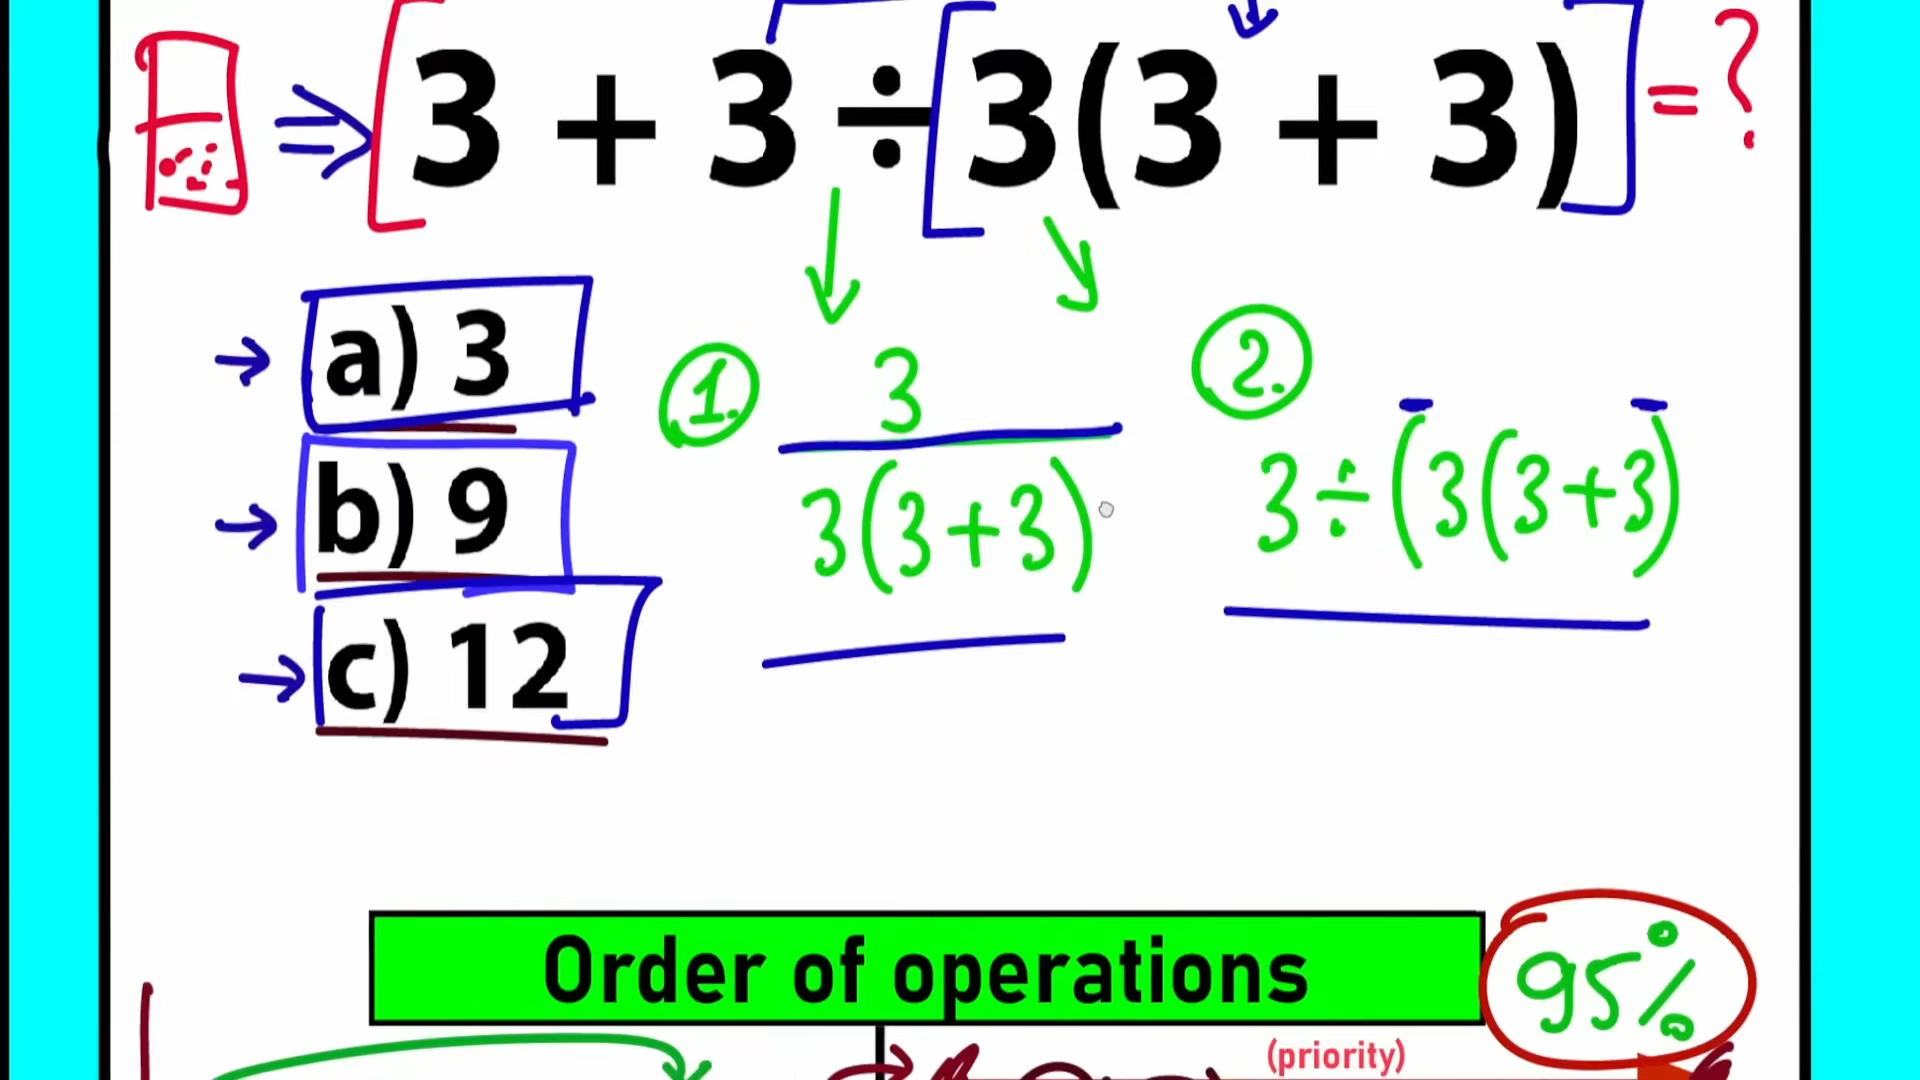 3 + 3 ÷ 3(3 + 3) = ?
a) 3
b) 9
c) 12
1.
3
3(3+3)
2.
3÷(3(3+3)
Order of operations
95%
(priority)